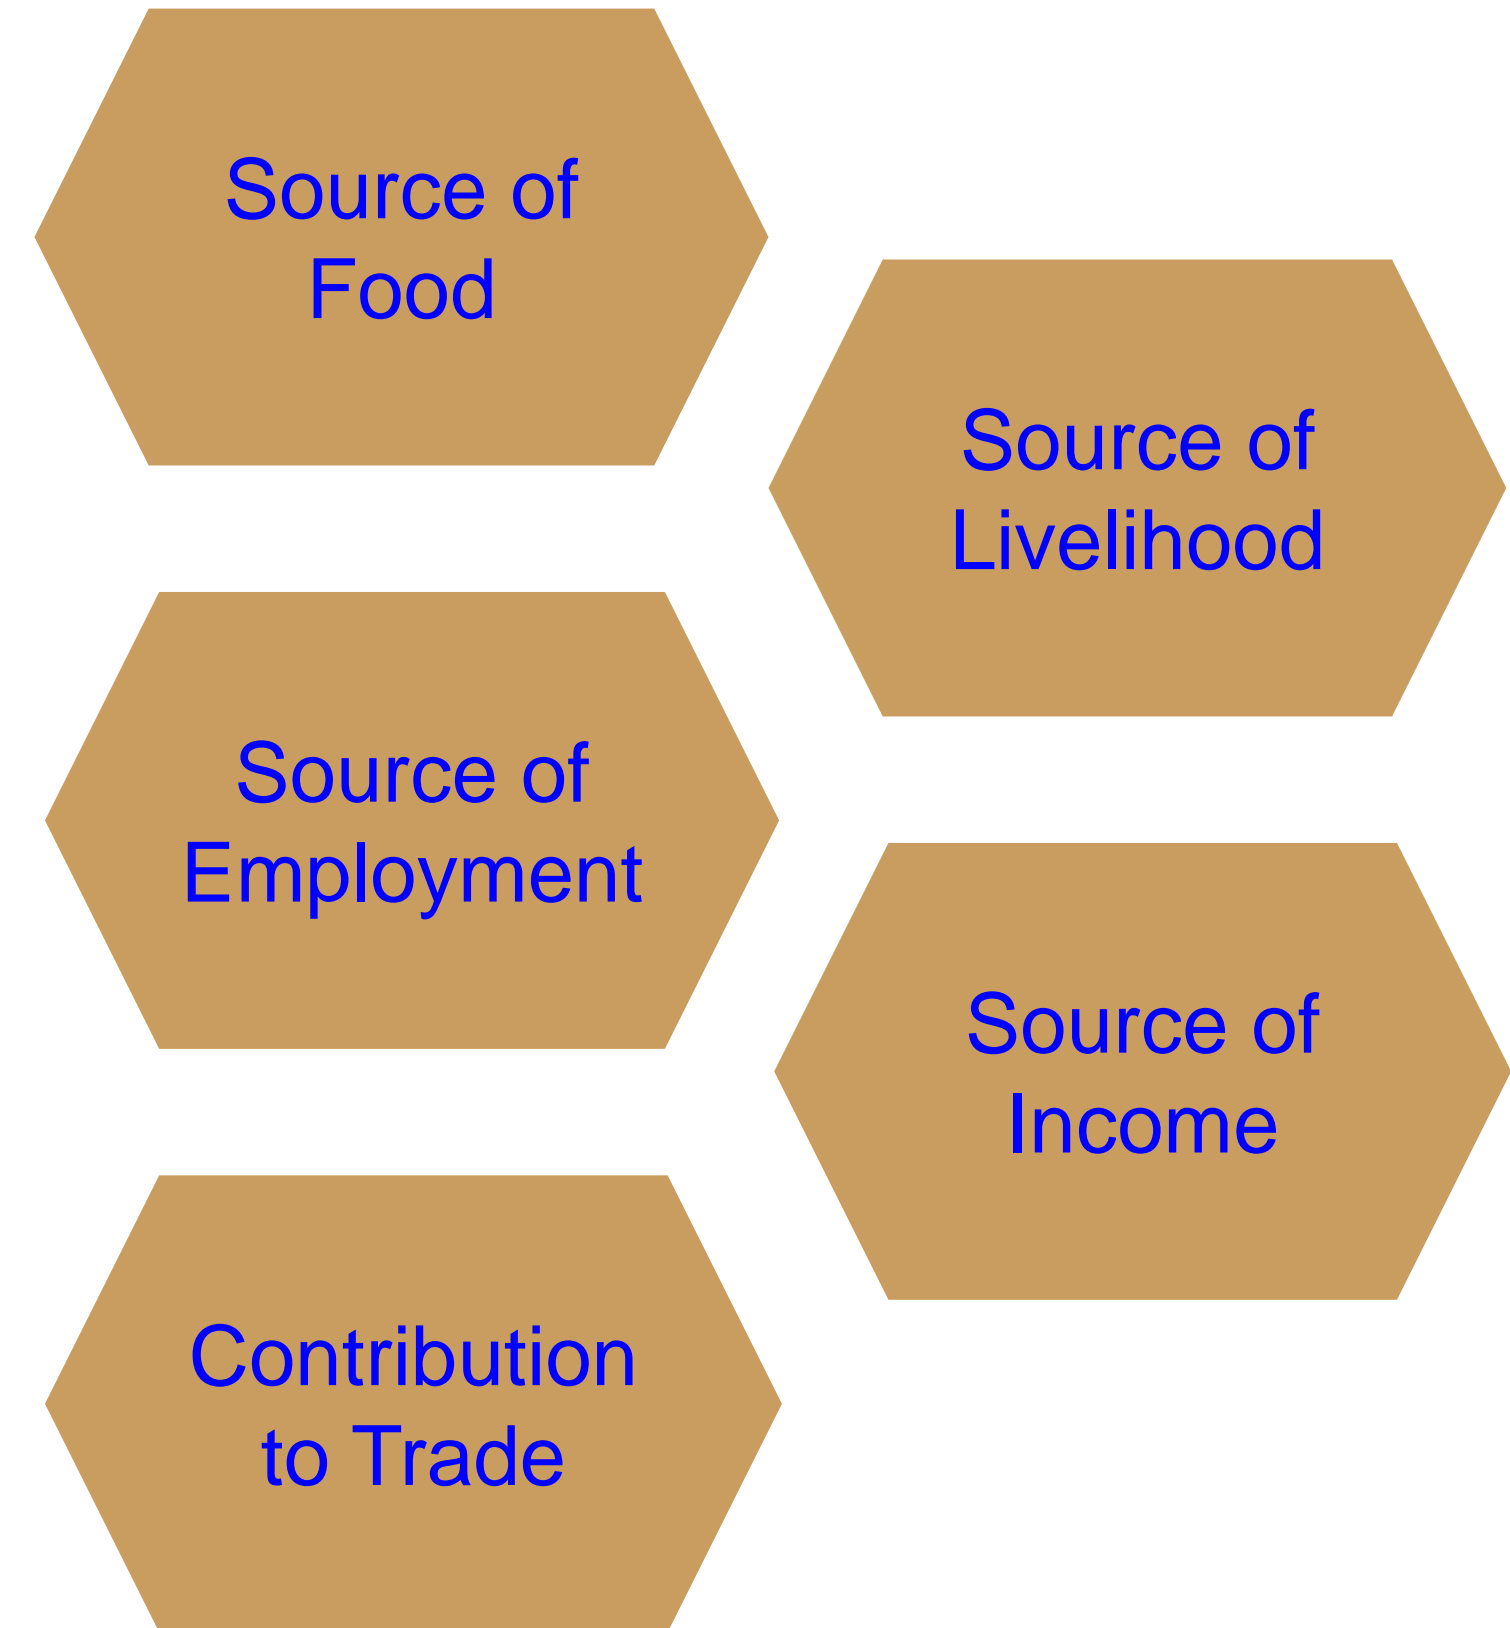 Source of
Food
Source of
Livelihood
Source of
Employment
Source of
Income
Contribution
to Trade